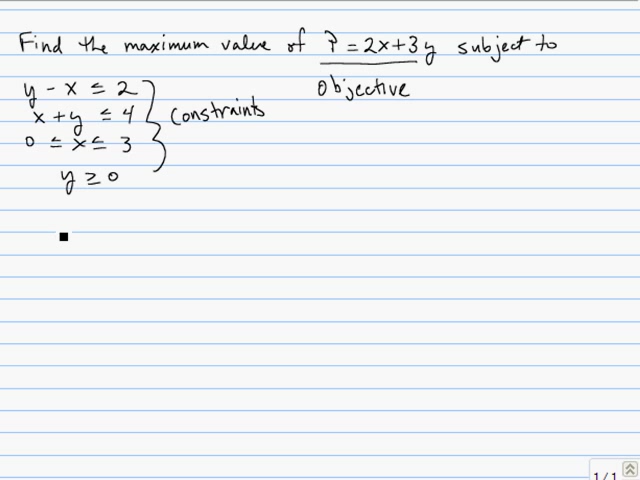 Find the maximum value of P = 2x+3y subject to
Objective
y - x ≤ 2
x + y ≤ 4
constraints
0 ≤ x ≤ 3
y ≥ 0
1/1